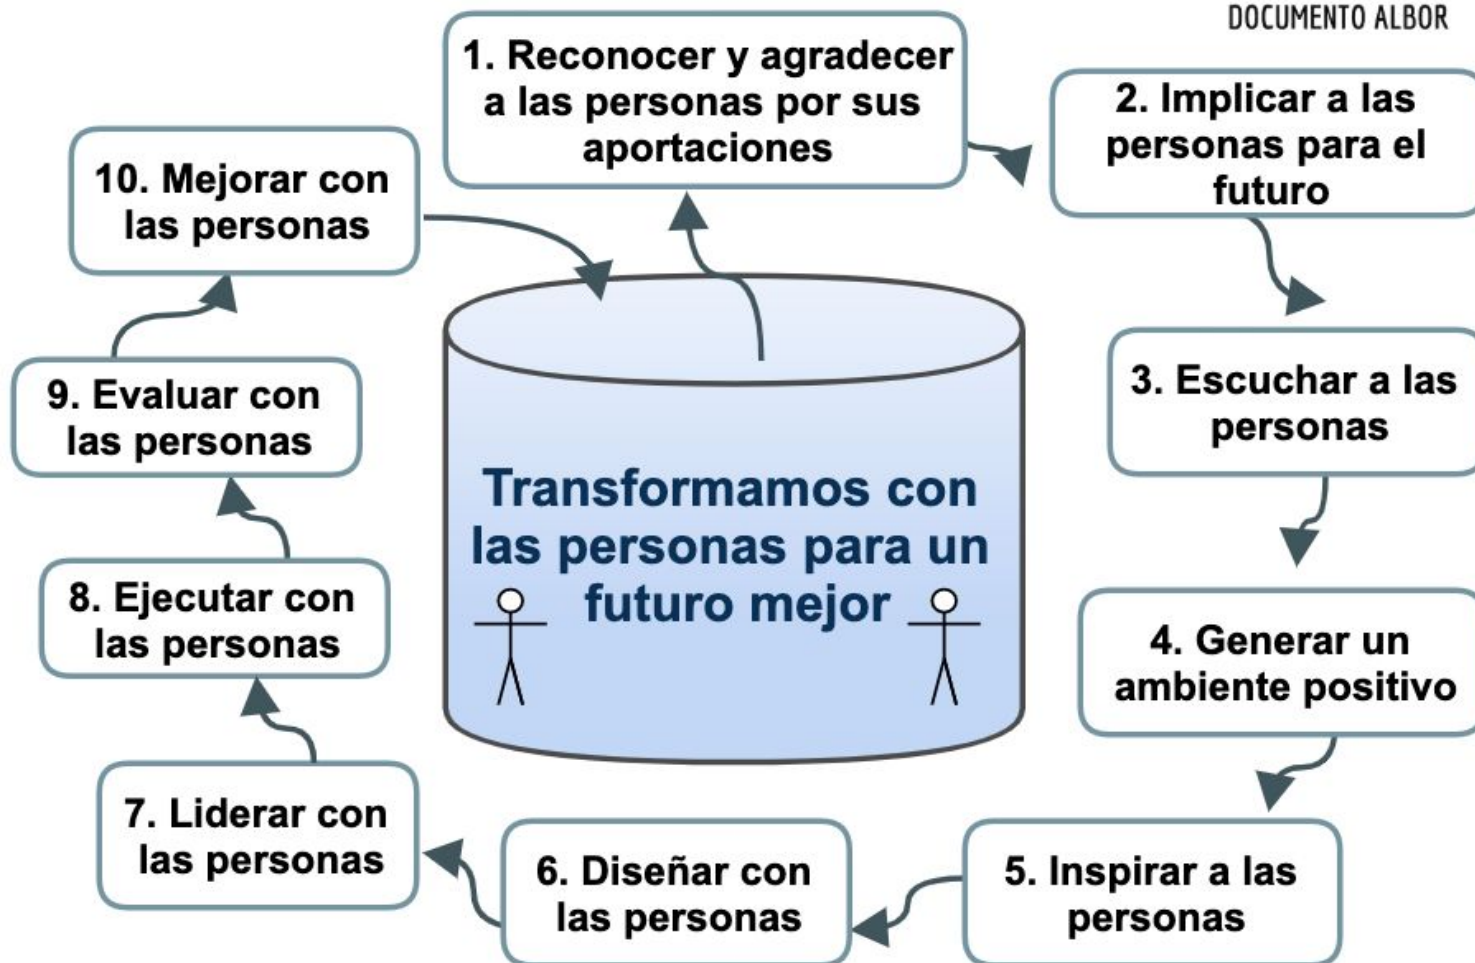 DOCUMENTO ALBOR
1. Reconocer y agradecer
a las personas por sus
aportaciones
2. Implicar a las
personas para el
futuro
3. Escuchar a las
personas
4. Generar un
ambiente positivo
5. Inspirar a las
personas
6. Diseñar con
las personas
7. Liderar con
las personas
8. Ejecutar con
las personas
9. Evaluar con
las personas
10. Mejorar con
las personas
Transformamos con
las personas para un
futuro mejor